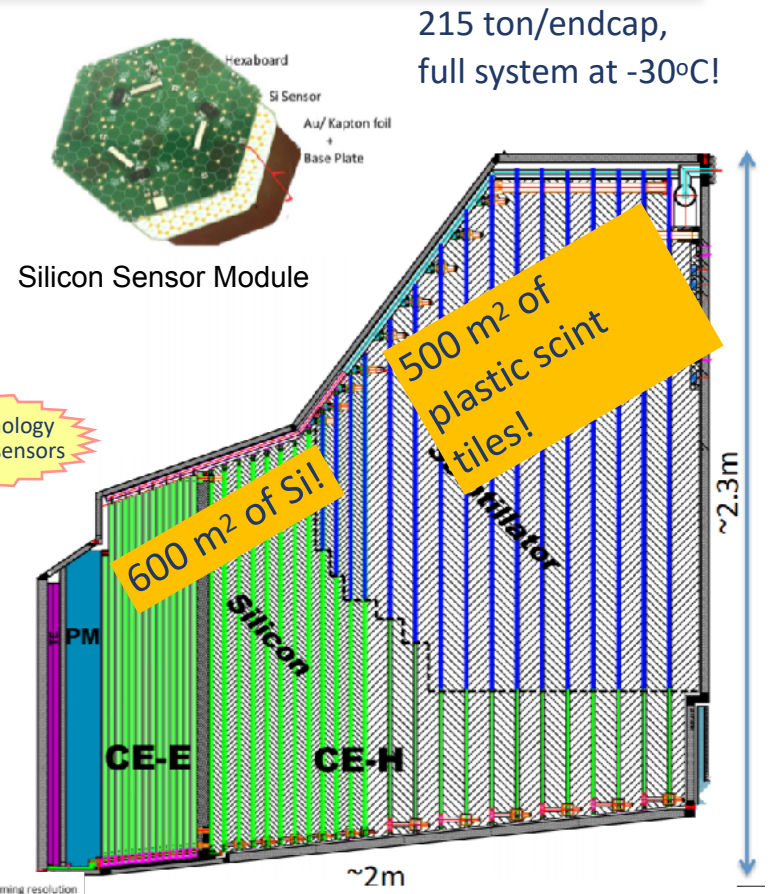 215 ton/endcap,
full system at -30ºC!
Hexaboard
Si Sensor
Au/ Kapton foil
+
Base Plate
Silicon Sensor Module
500 m² of
plastic scint
tiles!
ology
sensors
600 m² of Si!
Silicon
PM
CE-E
CE-H
~2.3m
~2m
ming resolution